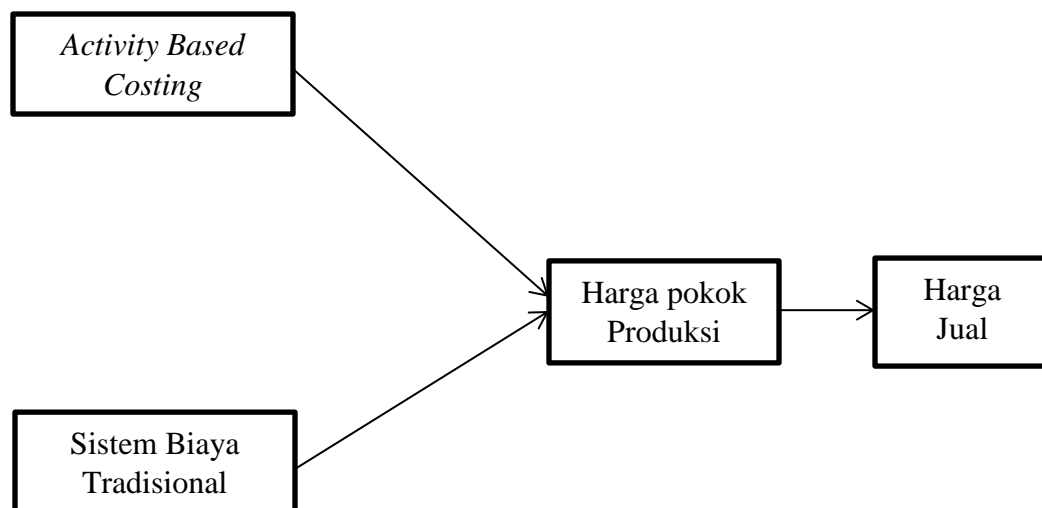 Activity Based
Costing
Harga pokok
Produksi
Harga
Jual
Sistem Biaya
Tradisional